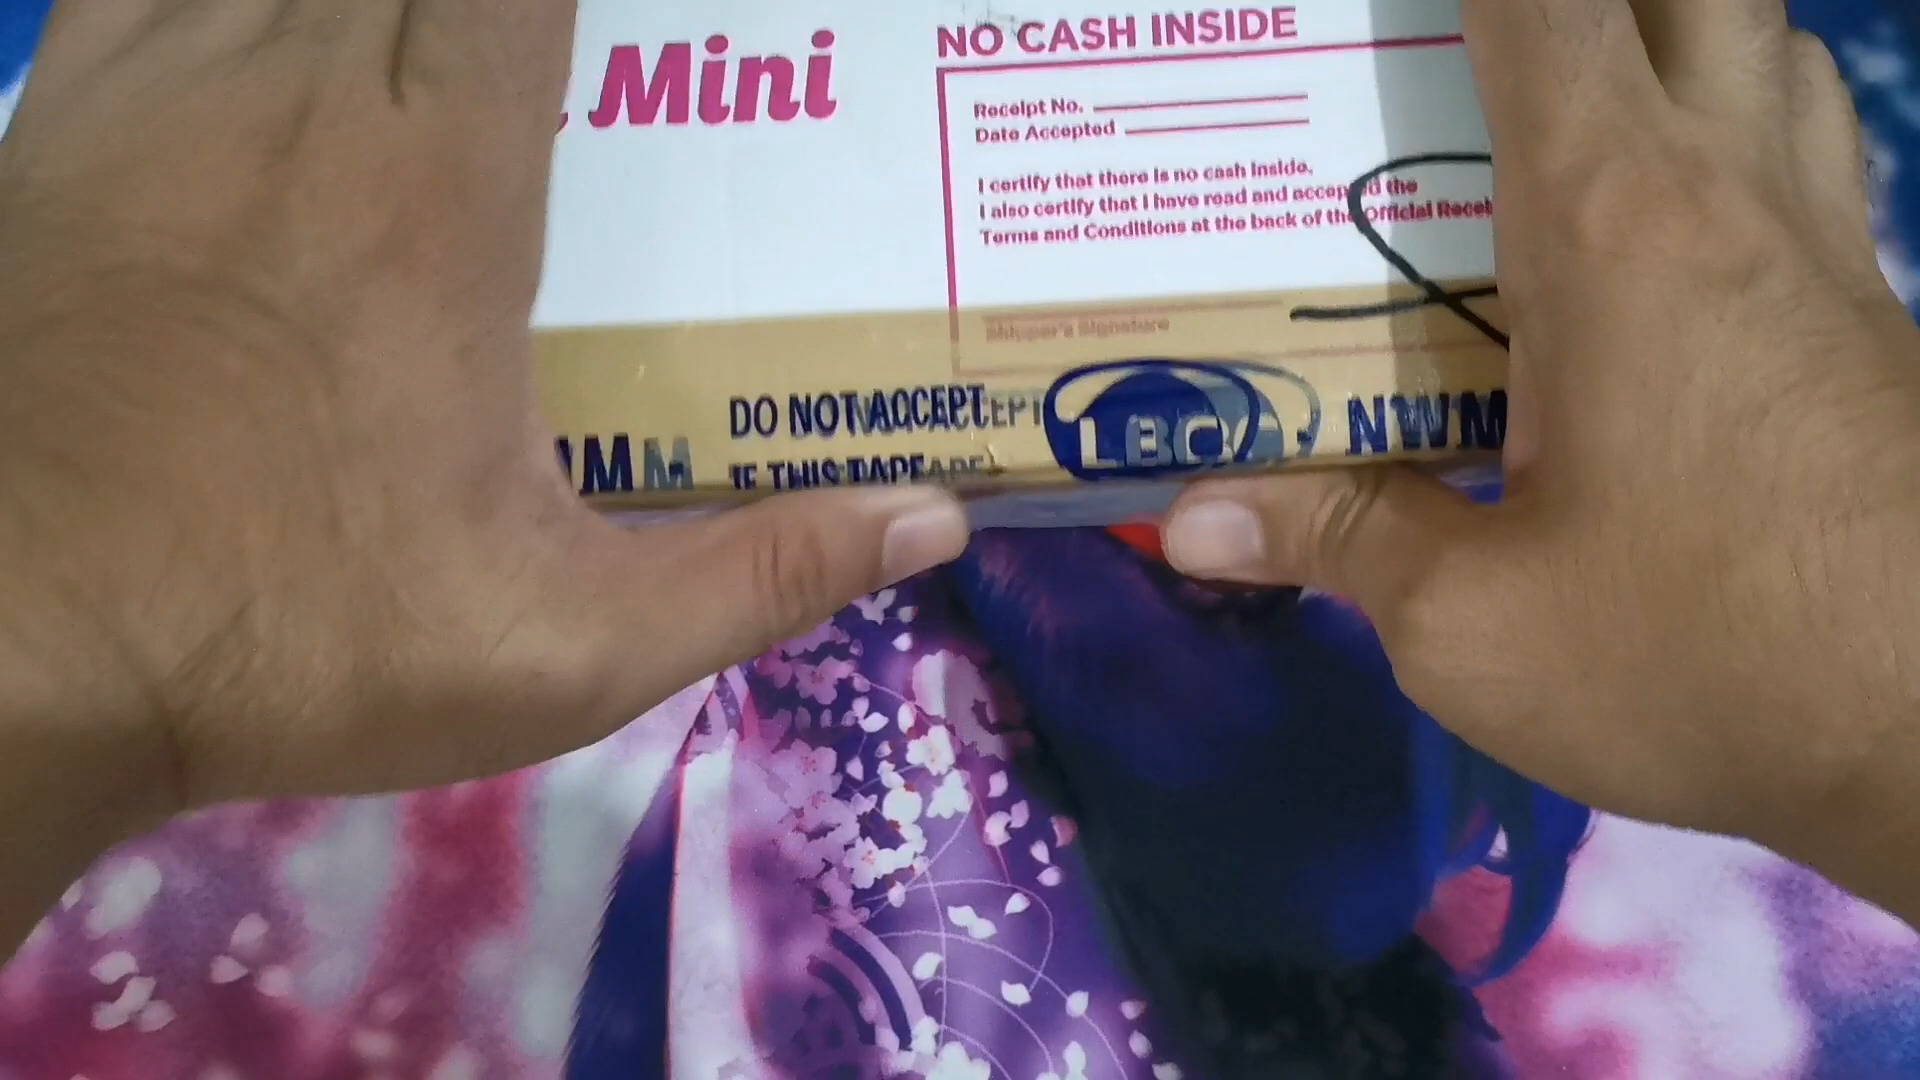 Mini
NO CASH INSIDE
Receipt No.
Date Accepted
I certify that there is no cash inside.
I also certify that I have read and accepted the
Terms and Conditions at the back of the Official
Shipper's Signature
DO NOT ACCEPT
IF THIS TAPE
LBC